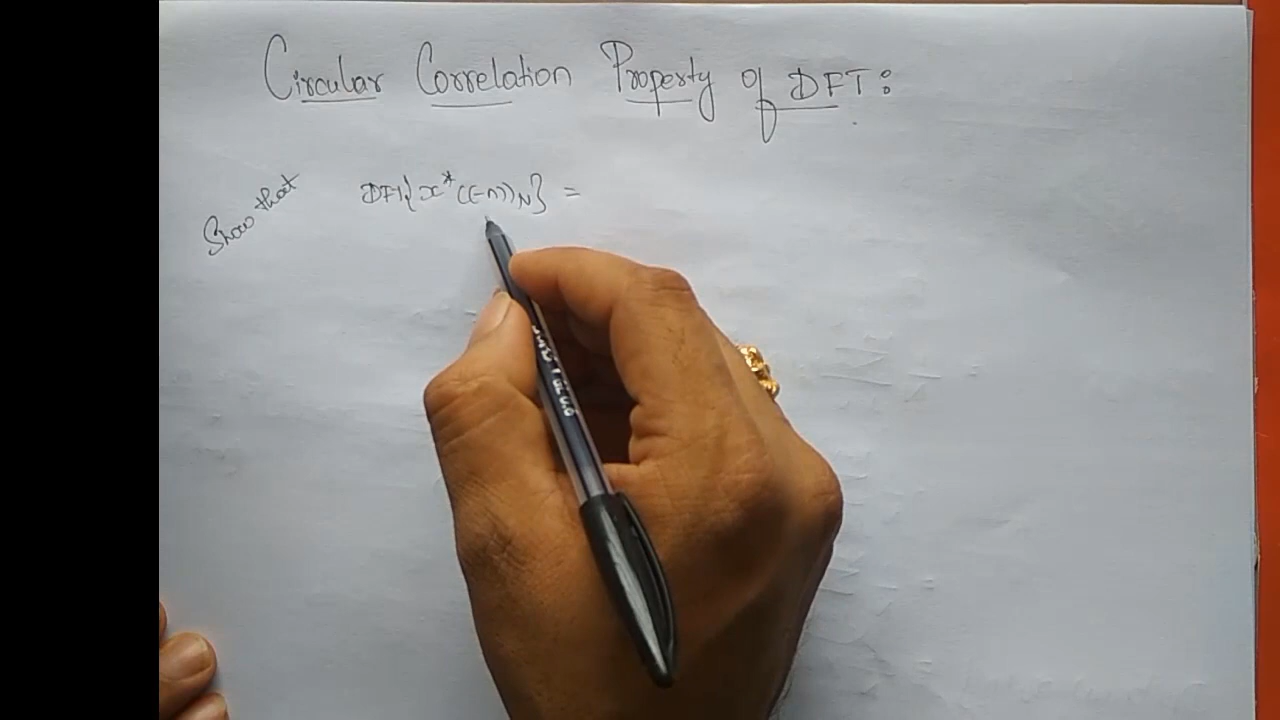 Circular Correlation Property of DFT:
Show that DFT{x*((-n))N} =